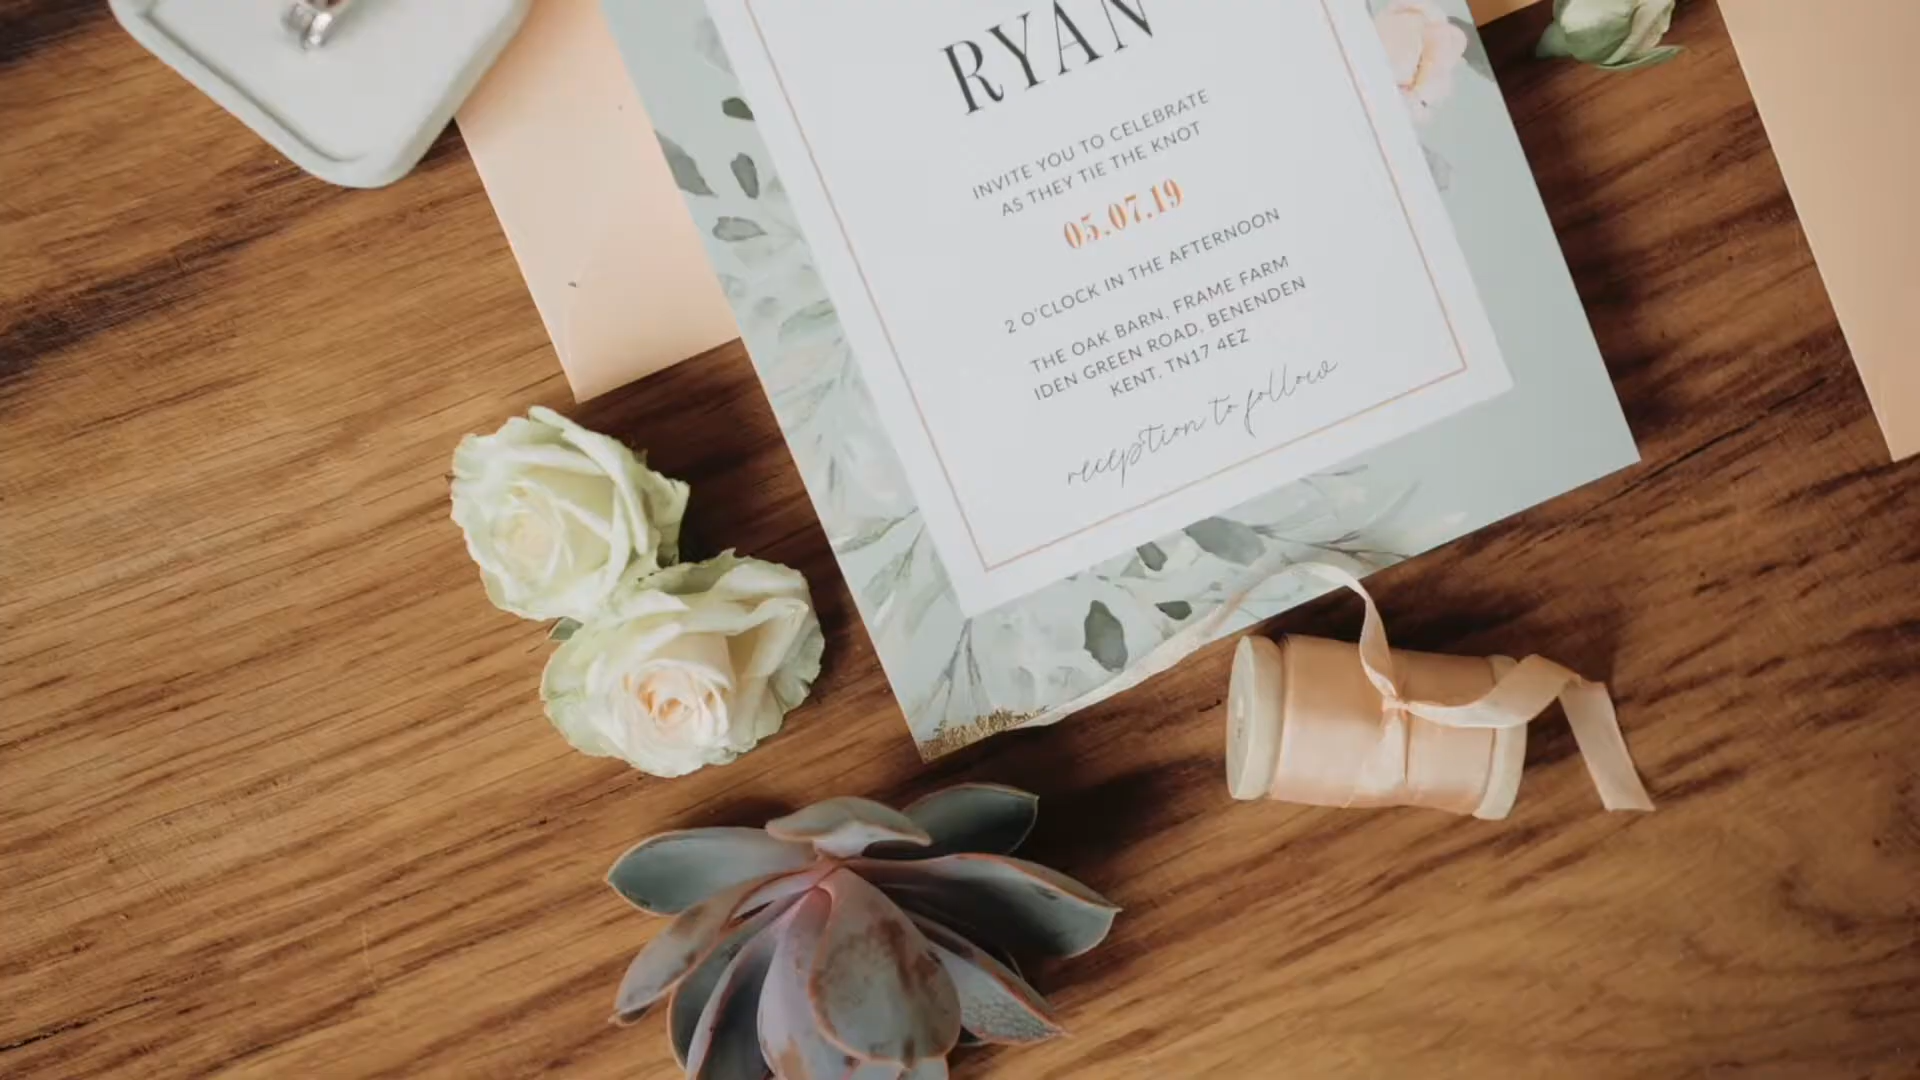 RYAN
INVITE YOU TO CELEBRATE
AS THEY TIE THE KNOT
05.07.19
2 O'CLOCK IN THE AFTERNOON
THE OAK BARN, FRAME FARM
IDEN GREEN ROAD, BENENDEN
KENT. TN17 4EZ
reception to follow